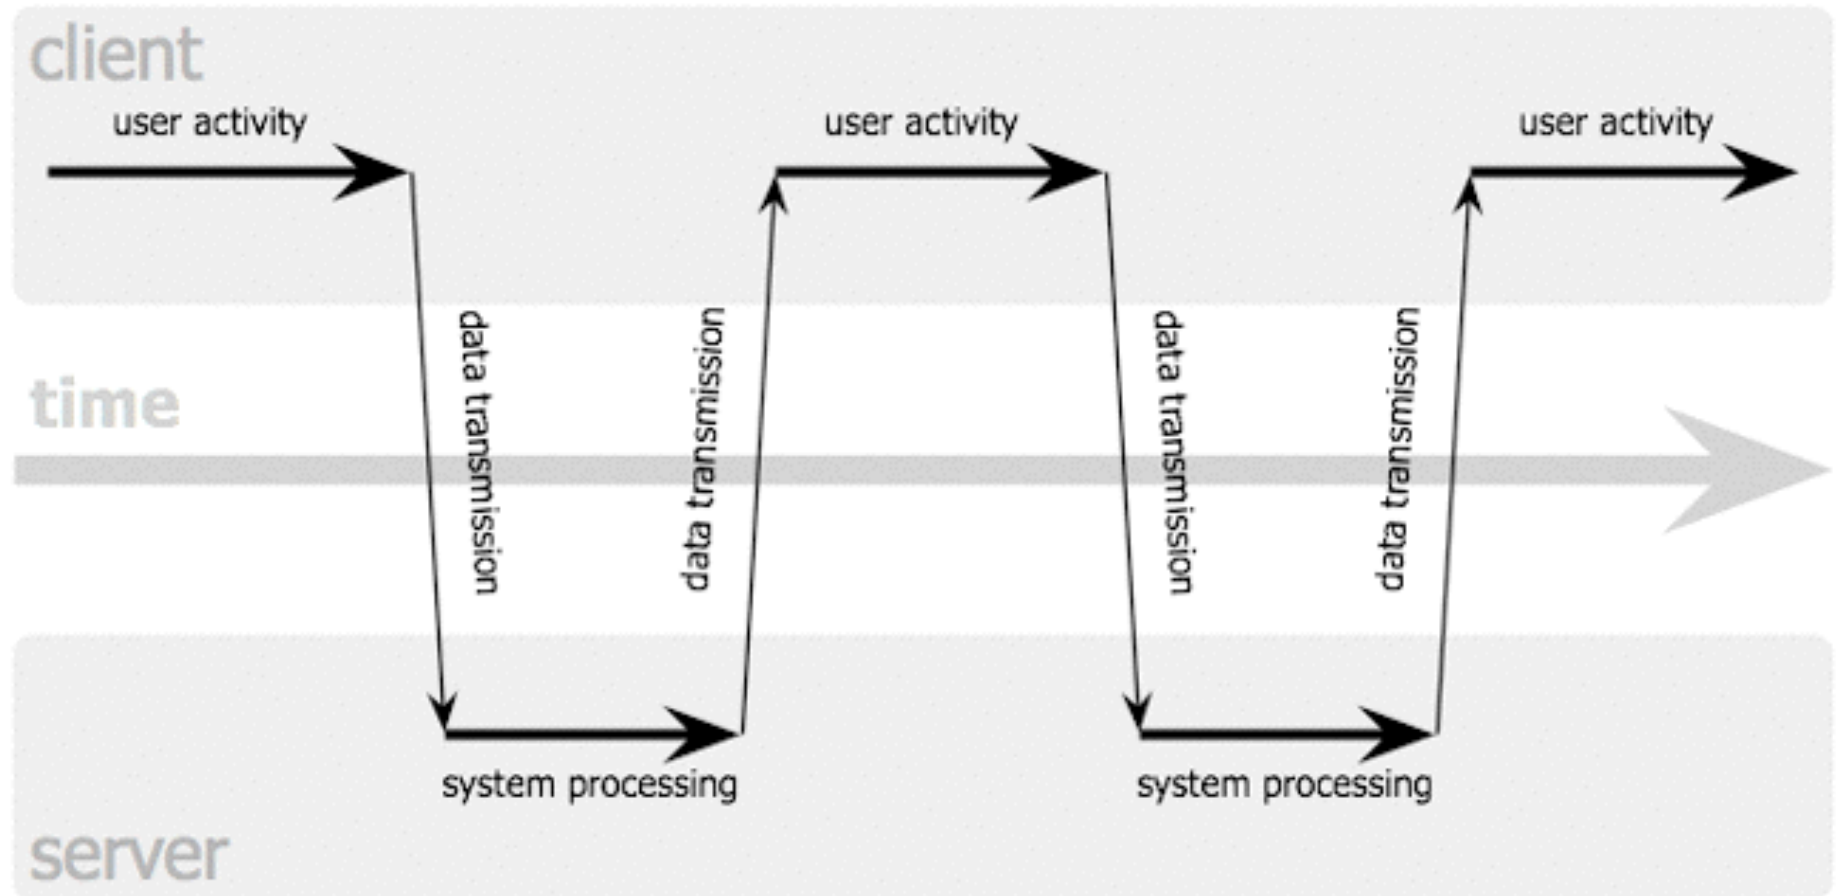 client
user activity
user activity
user activity
data transmission
data transmission
data transmission
data transmission
time
system processing
system processing
server